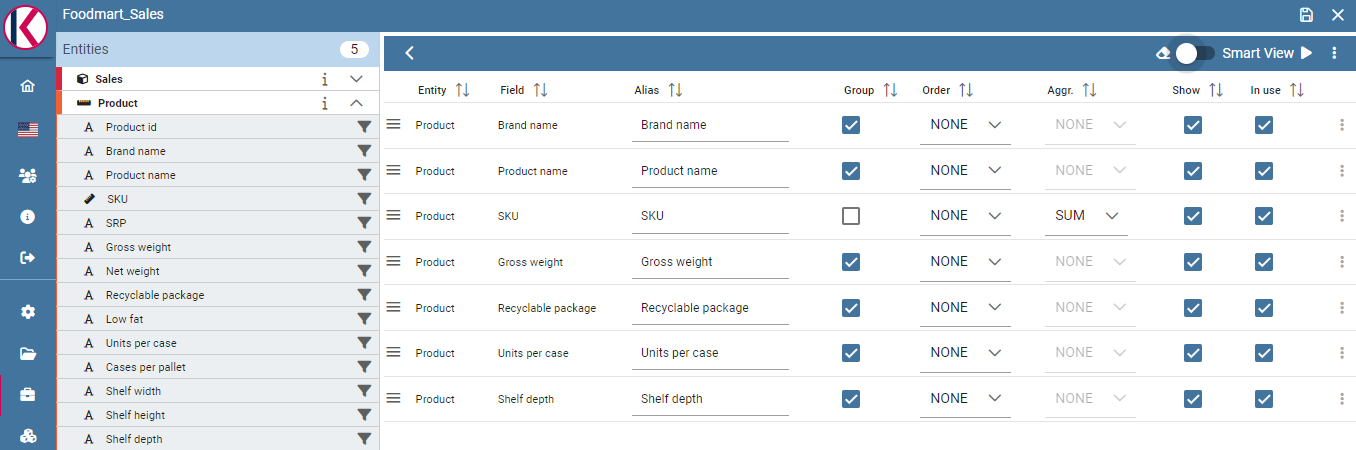 Foodmart_Sales
Entities 5
Sales
Product
A Product id
A Brand name
A Product name
SKU
A SRP
A Gross weight
A Net weight
A Recyclable package
A Low fat
A Units per case
A Cases per pallet
A Shelf width
A Shelf height
A Shelf depth
Smart View
Entity Field Alias Group Order Aggr. Show In use
Product Brand name Brand name NONE NONE
Product Product name Product name NONE NONE
Product SKU SKU NONE SUM
Product Gross weight Gross weight NONE NONE
Product Recyclable package Recyclable package NONE NONE
Product Units per case Units per case NONE NONE
Product Shelf depth Shelf depth NONE NONE